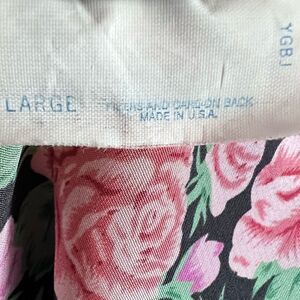 LARGE
FIBERS AND CARE ON BACK
MADE IN U.S.A.
YGBJ